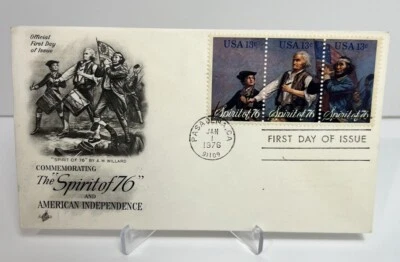 Official
First Day
of Issue
"SPIRIT OF '76" BY A. M. WILLARD
COMMEMORATING
The "Spirit of 76"
AND
AMERICAN INDEPENDENCE
USA 13c USA 13c USA 13c
Spirit of 76 Spirit of 76 Spirit of 76
PASADENA, CA
JAN
1
1976
91109
FIRST DAY OF ISSUE